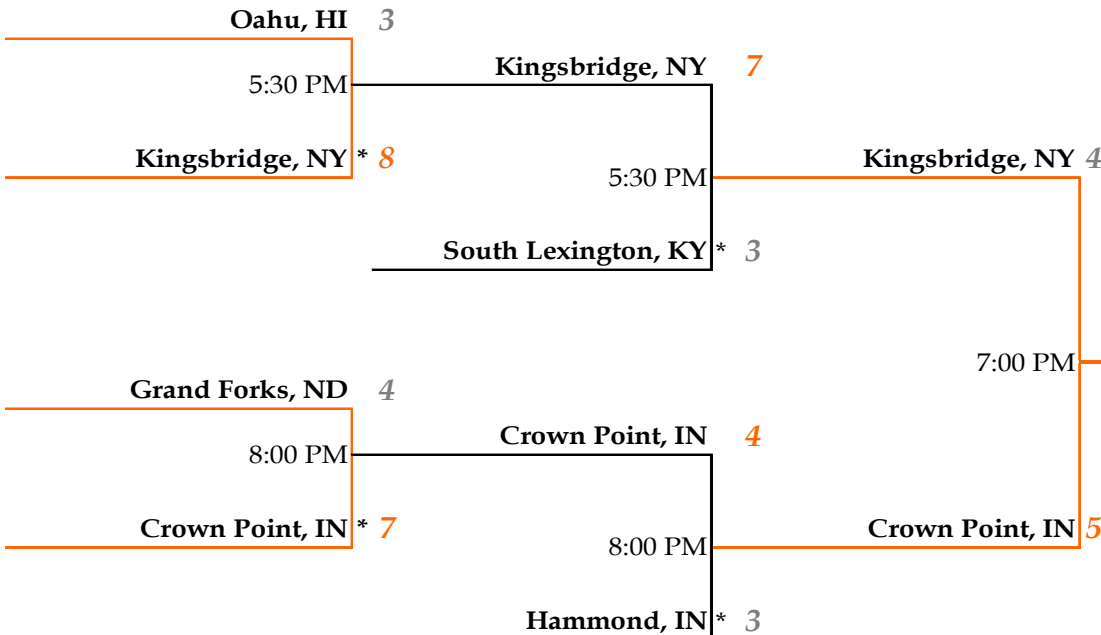 Oahu, HI 3
Kingsbridge, NY 7
5:30 PM
Kingsbridge, NY * 8
Kingsbridge, NY 4
5:30 PM
South Lexington, KY * 3
7:00 PM
Grand Forks, ND 4
Crown Point, IN 4
8:00 PM
Crown Point, IN * 7
Crown Point, IN 5
8:00 PM
Hammond, IN * 3